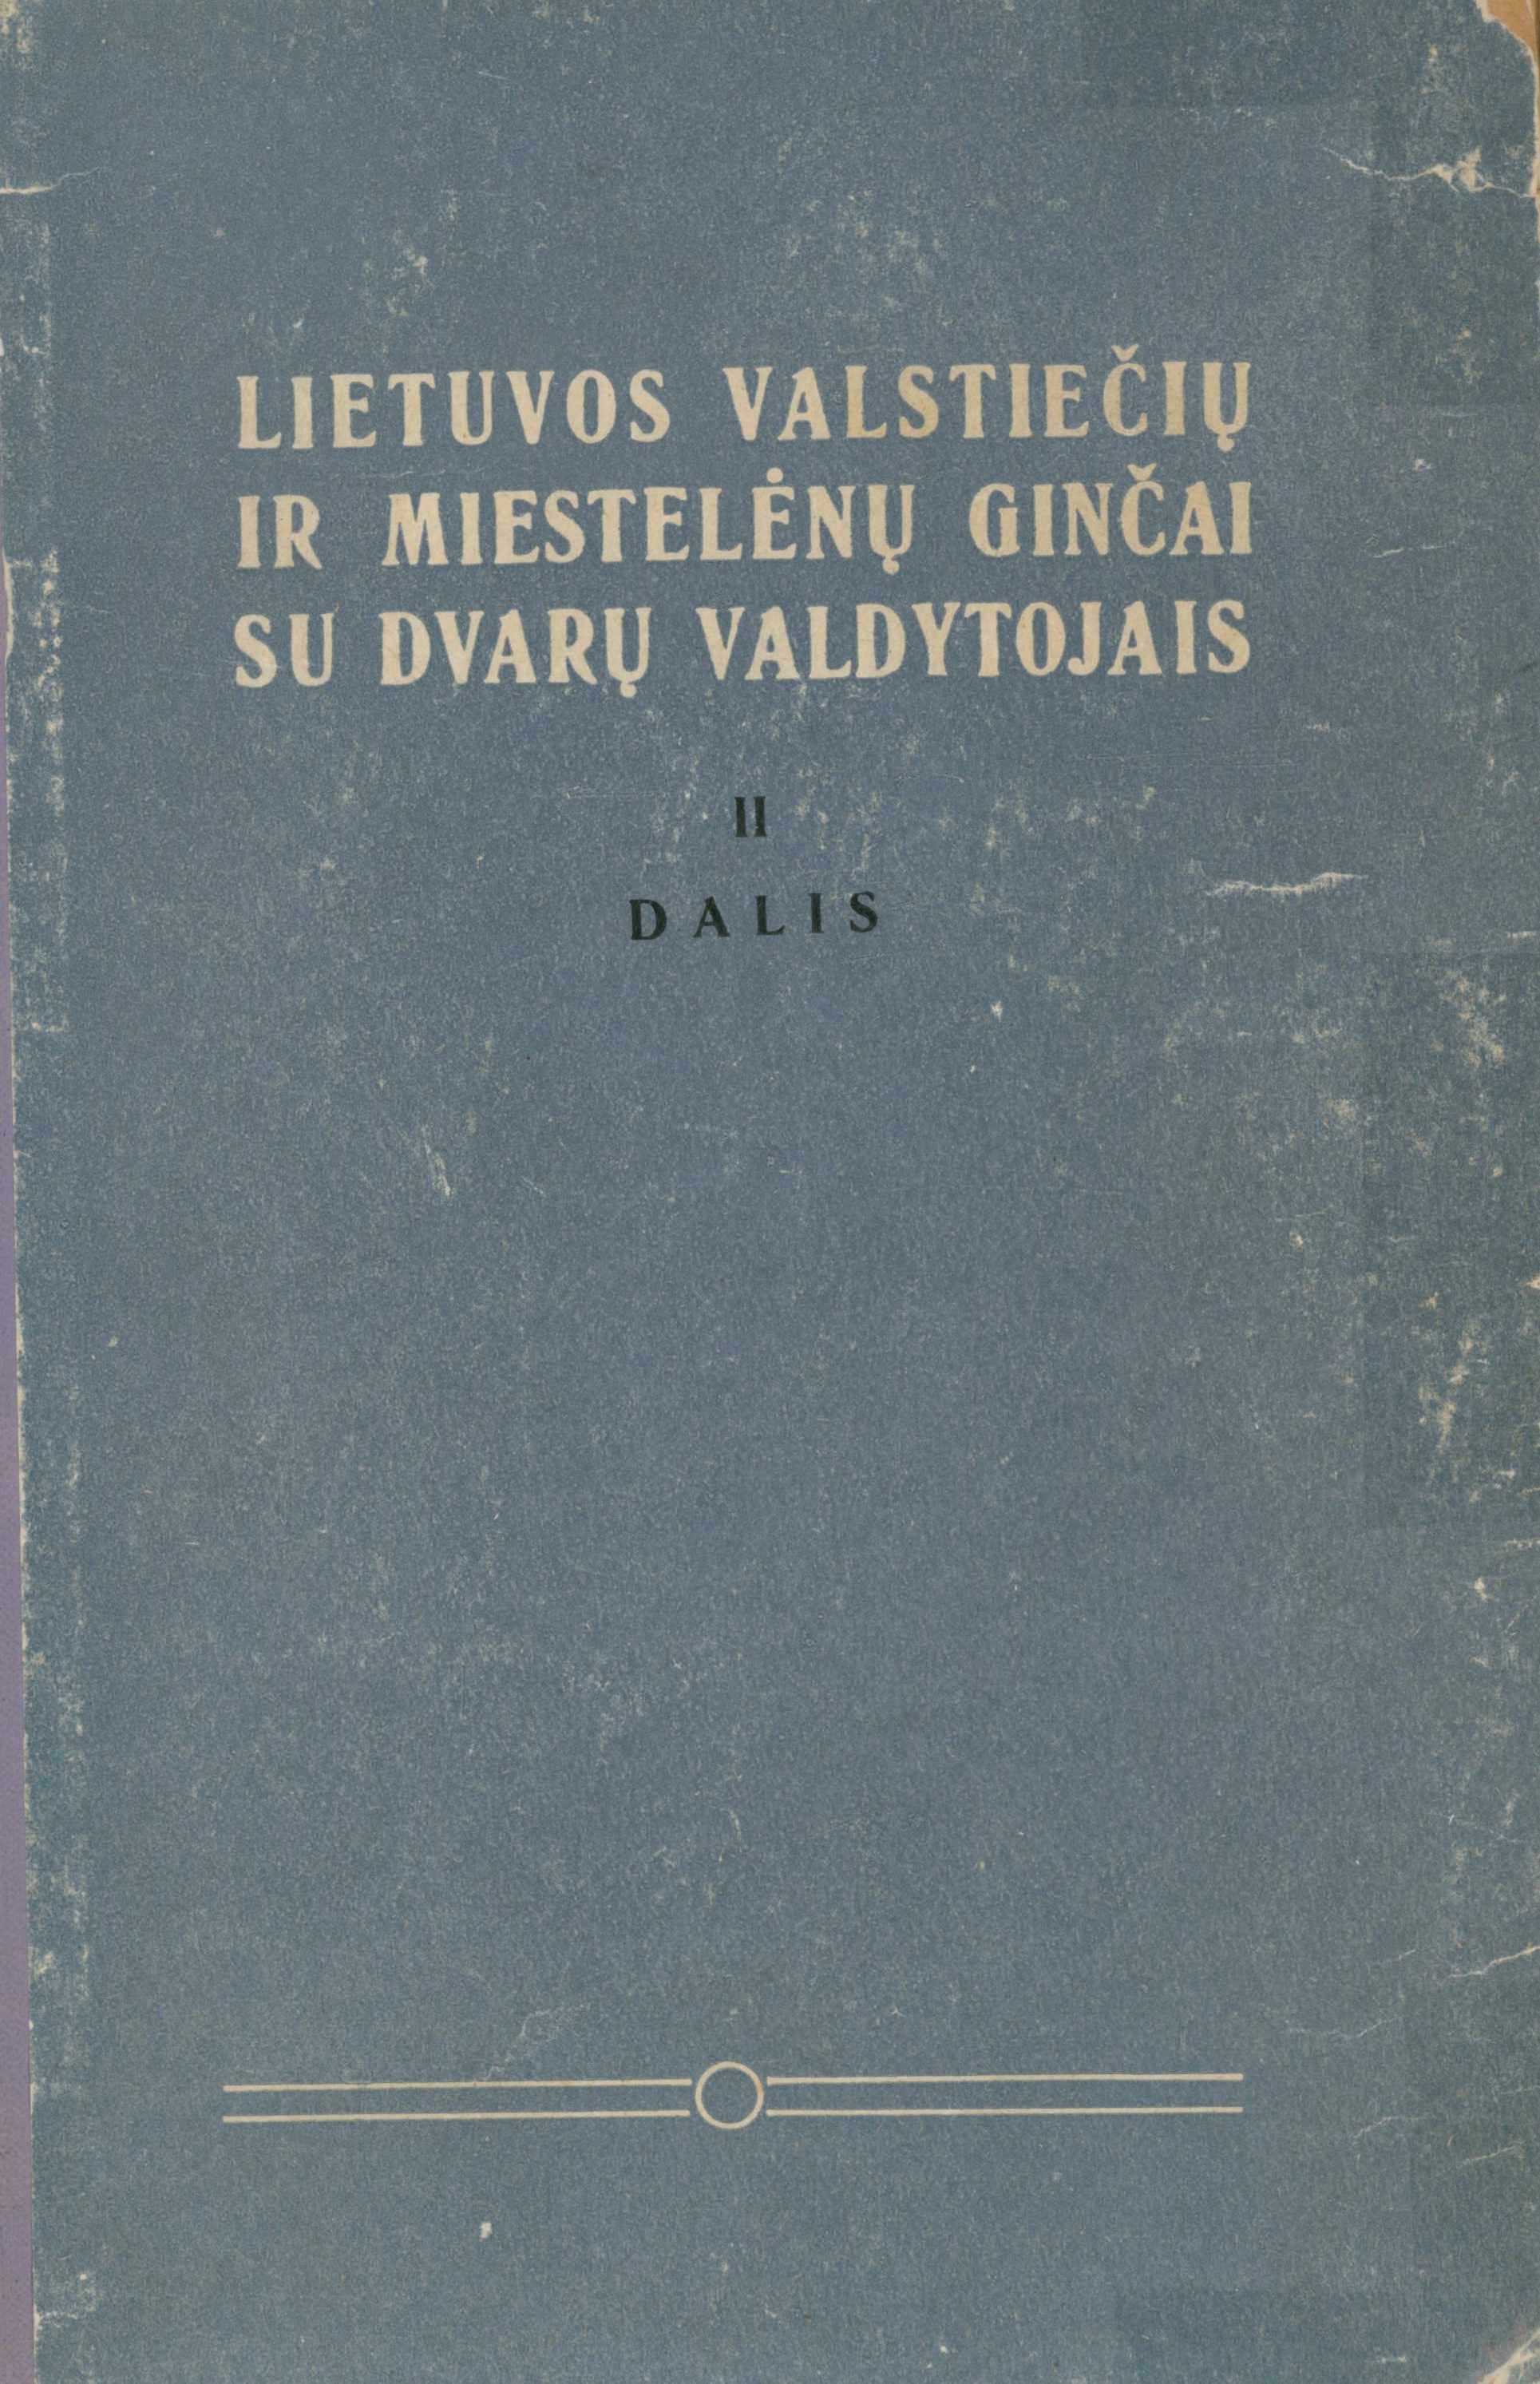 LIETUVOS VALSTIEČIŲ
IR MIESTELĖNŲ GINČAI
SU DVARŲ VALDYTOJAIS
II
DALIS